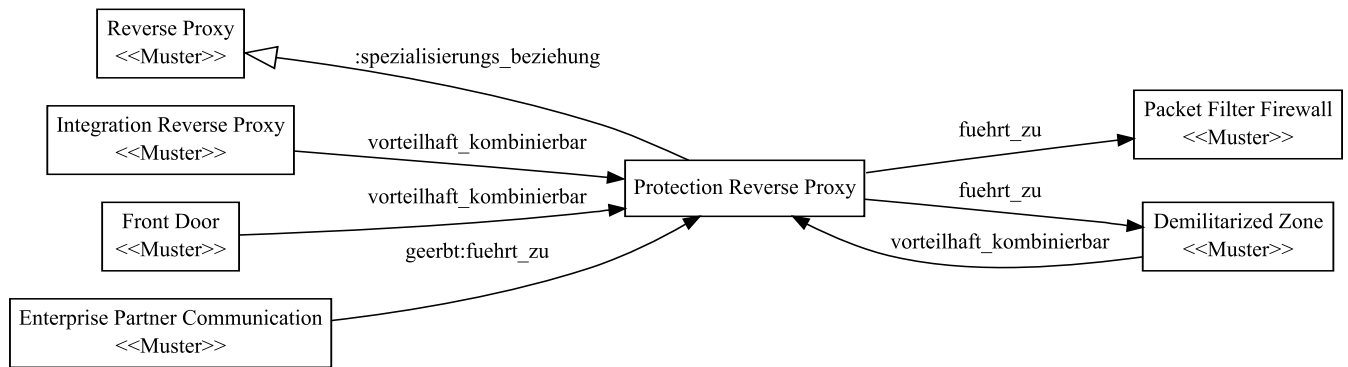 Reverse Proxy
<<Muster>>
:spezialisierungs_beziehung
Integration Reverse Proxy
<<Muster>>
vorteilhaft_kombinierbar
Front Door
<<Muster>>
vorteilhaft_kombinierbar
geerbt:fuehrt_zu
Enterprise Partner Communication
<<Muster>>
Protection Reverse Proxy
fuehrt_zu
Packet Filter Firewall
<<Muster>>
fuehrt_zu
vorteilhaft_kombinierbar
Demilitarized Zone
<<Muster>>